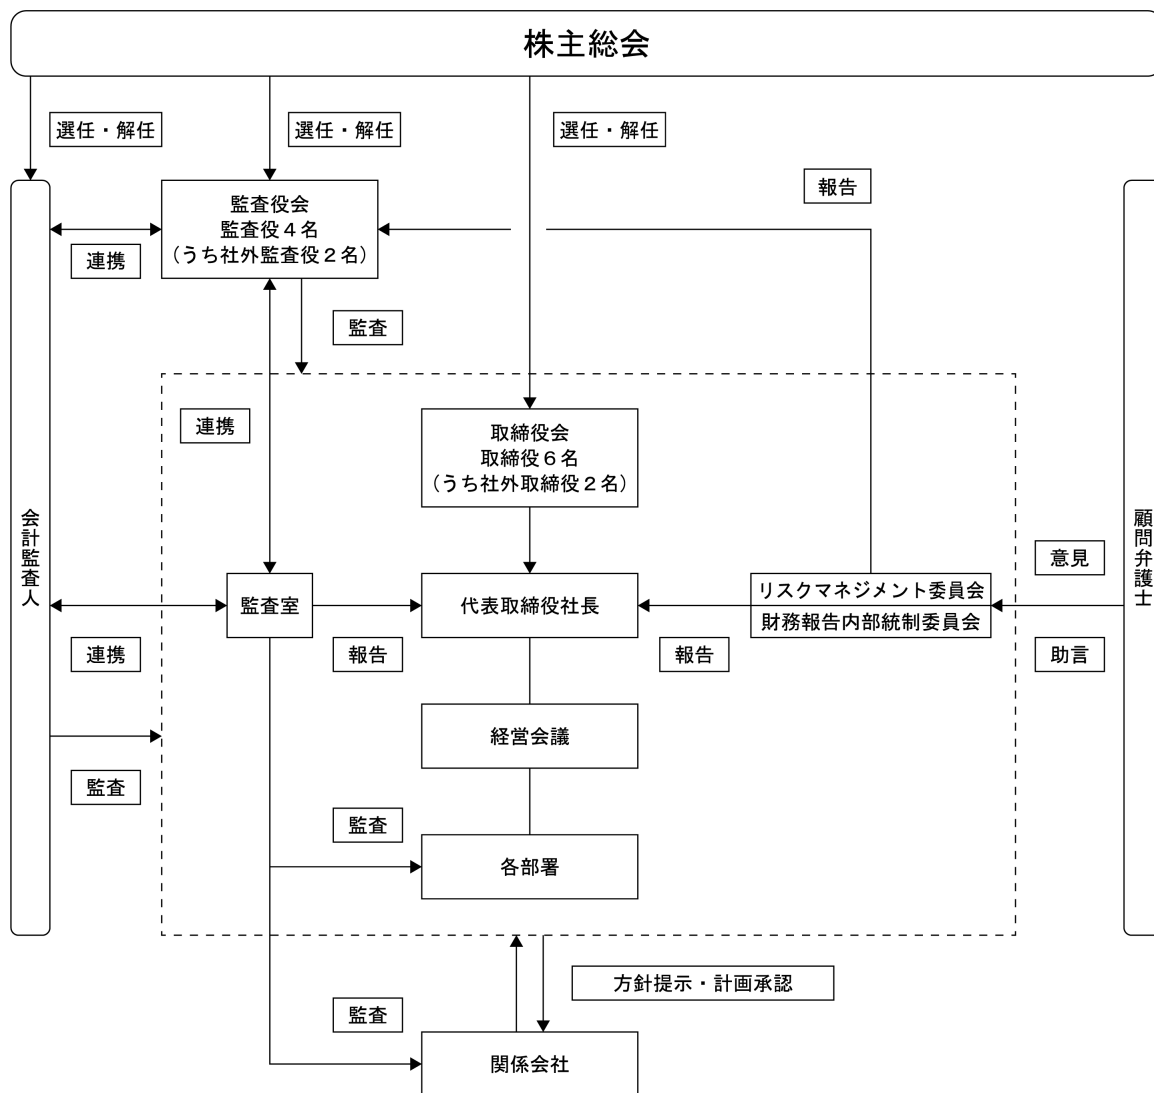 株主総会
選任・解任
選任・解任
選任・解任
報告
監査役会
監査役4名
(うち社外監査役2名)
連携
監査
連携
取締役会
取締役6名
(うち社外取締役2名)
会計監査人
顧問弁護士
意見
監査室
代表取締役社長
リスクマネジメント委員会
財務報告内部統制委員会
連携
報告
報告
助言
経営会議
監査
監査
各部署
方針提示・計画承認
監査
関係会社